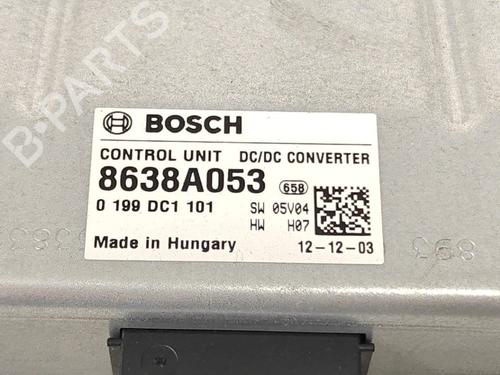 B-PARTS
BOSCH
CONTROL UNIT DC/DC CONVERTER
8638A053 658
0 199 DC1 101 SW 05V04
HW H07
Made in Hungary 12-12-03